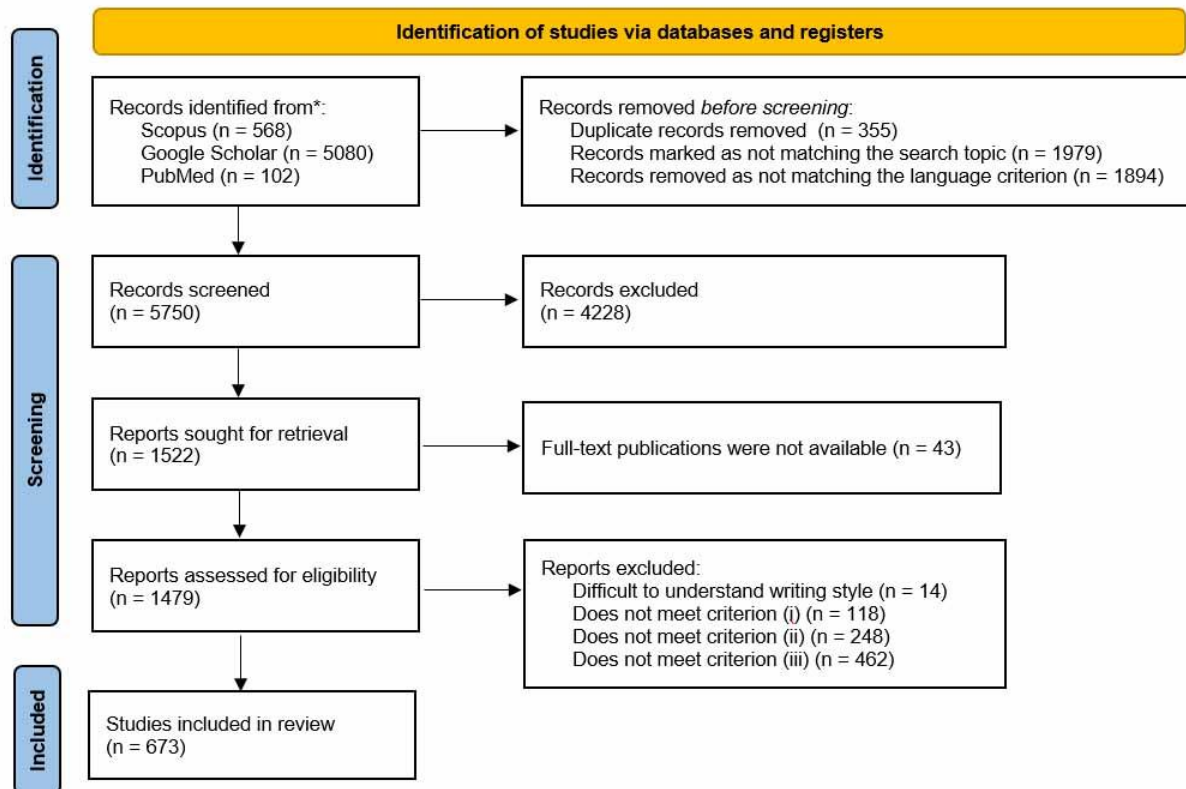 Identification of studies via databases and registers
Identification
Records identified from*:
Scopus (n = 568)
Google Scholar (n = 5080)
PubMed (n = 102)
Records removed before screening:
Duplicate records removed  (n = 355)
Records marked as not matching the search topic (n = 1979)
Records removed as not matching the language criterion (n = 1894)
Screening
Records screened
(n = 5750)
Records excluded
(n = 4228)
Reports sought for retrieval
(n = 1522)
Full-text publications were not available (n = 43)
Reports assessed for eligibility
(n = 1479)
Reports excluded:
Difficult to understand writing style (n = 14)
Does not meet criterion (i) (n = 118)
Does not meet criterion (ii) (n = 248)
Does not meet criterion (iii) (n = 462)
Included
Studies included in review
(n = 673)